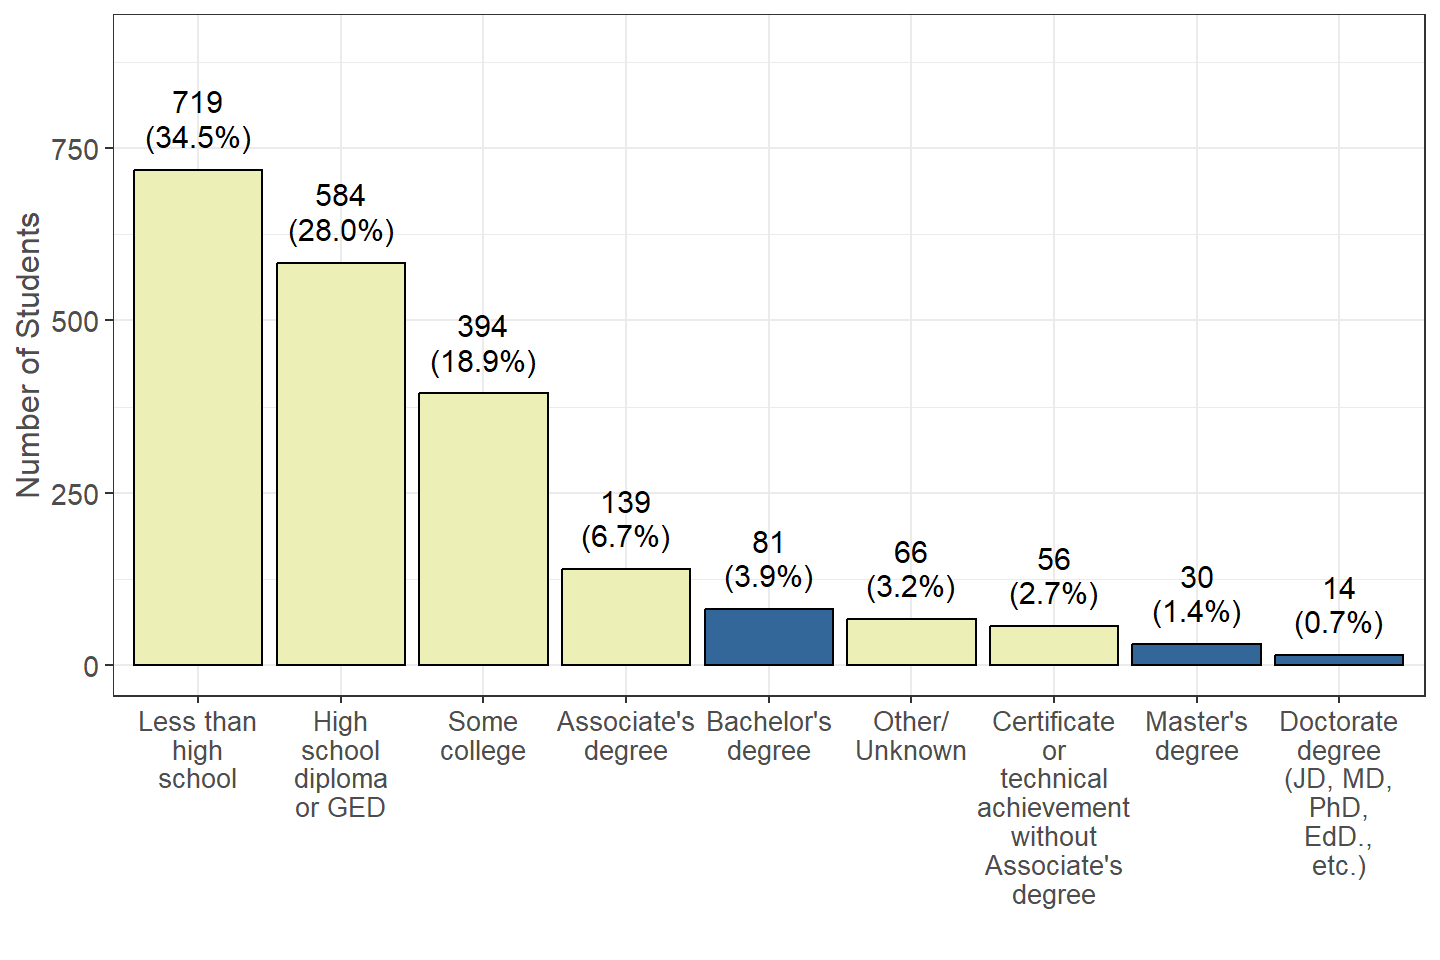 Number of Students
750
500
250
0
719
(34.5%)
584
(28.0%)
394
(18.9%)
139
(6.7%)
81
(3.9%)
66
(3.2%)
56
(2.7%)
30
(1.4%)
14
(0.7%)
Less than
high
school
High
school
diploma
or GED
Some
college
Associate's
degree
Bachelor's
degree
Other/
Unknown
Certificate
or
technical
achievement
without
Associate's
degree
Master's
degree
Doctorate
degree
(JD, MD,
PhD,
EdD.,
etc.)